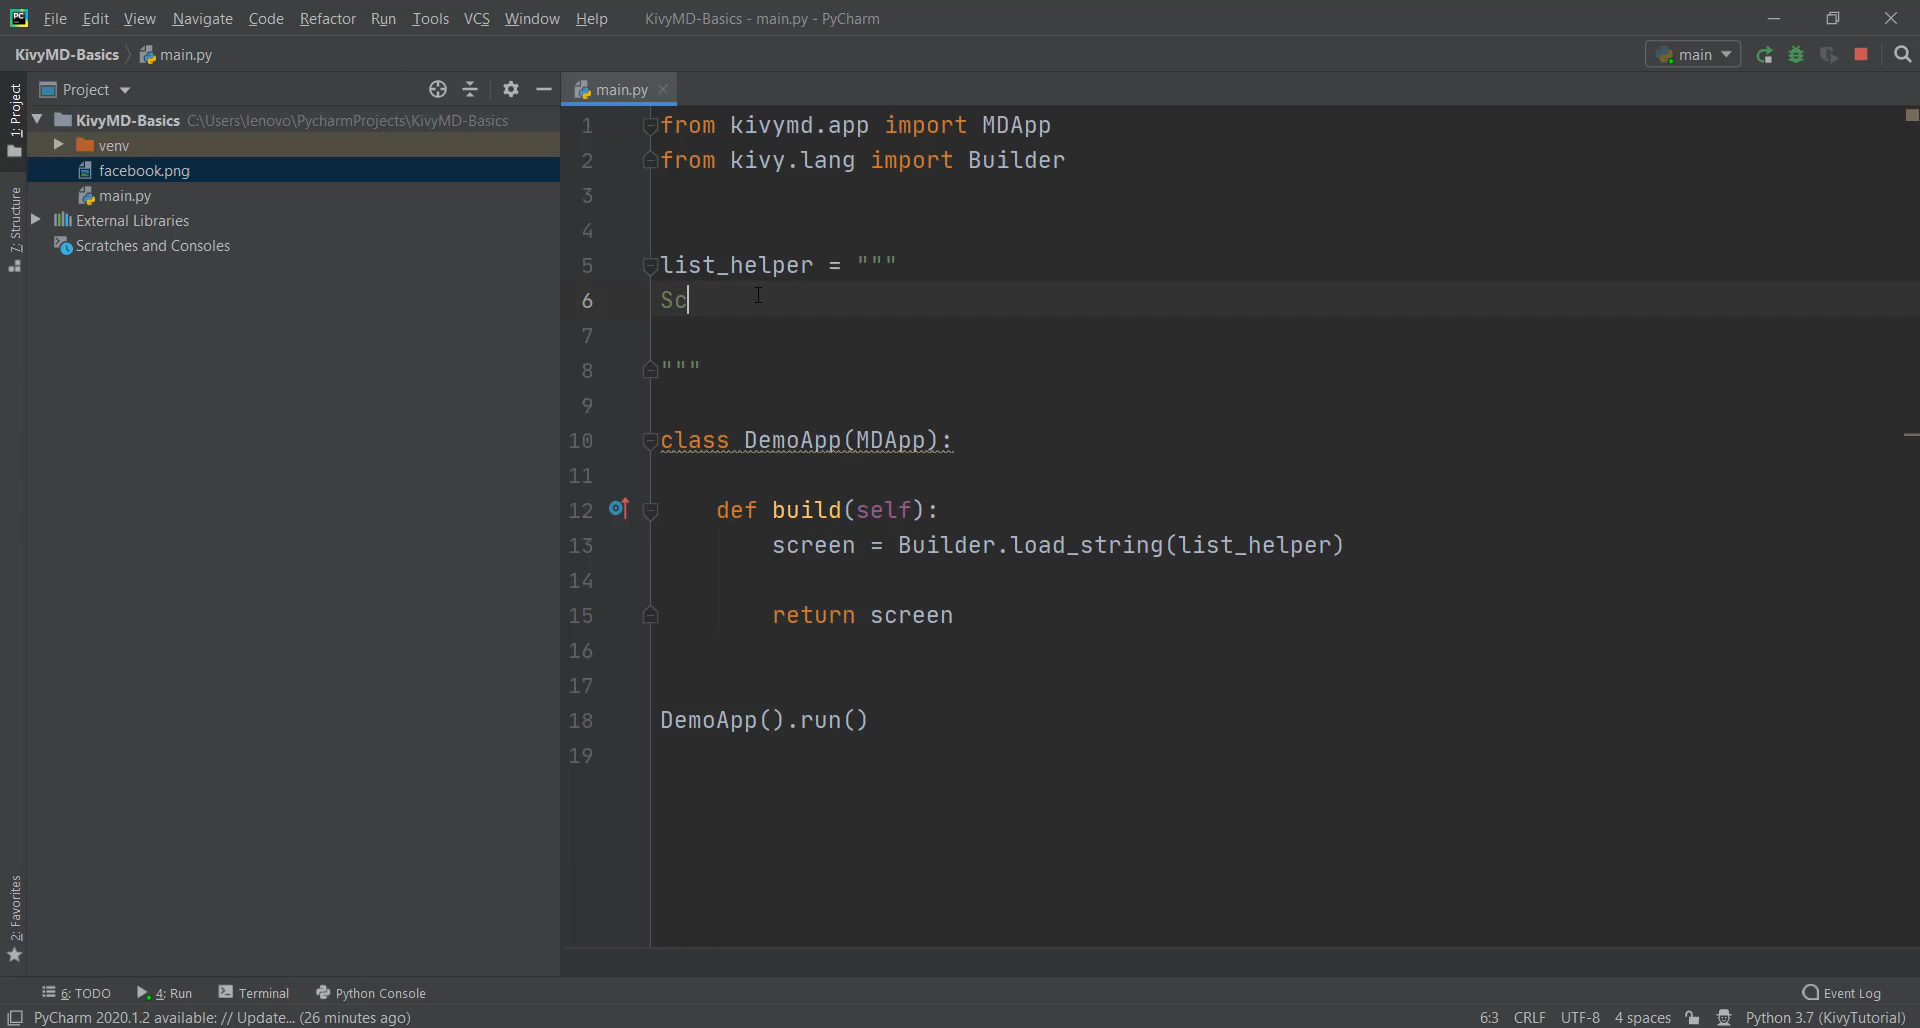 File Edit View Navigate Code Refactor Run Tools VCS Window Help KivyMD-Basics - main.py - PyCharm
KivyMD-Basics main.py main
Project main.py
KivyMD-Basics C:\Users\lenovo\PycharmProjects\KivyMD-Basics
venv
facebook.png
main.py
External Libraries
Scratches and Consoles
1: Project
7: Structure
2: Favorites
1 from kivymd.app import MDApp
2 from kivy.lang import Builder
3
4
5 list_helper = """
6 Sc
7
8 """
9
10 class DemoApp(MDApp):
11
12 def build(self):
13 screen = Builder.load_string(list_helper)
14
15 return screen
16
17
18 DemoApp().run()
19
6: TODO 4: Run Terminal Python Console Event Log
PyCharm 2020.1.2 available: // Update... (26 minutes ago) 6:3 CRLF UTF-8 4 spaces Python 3.7 (KivyTutorial)